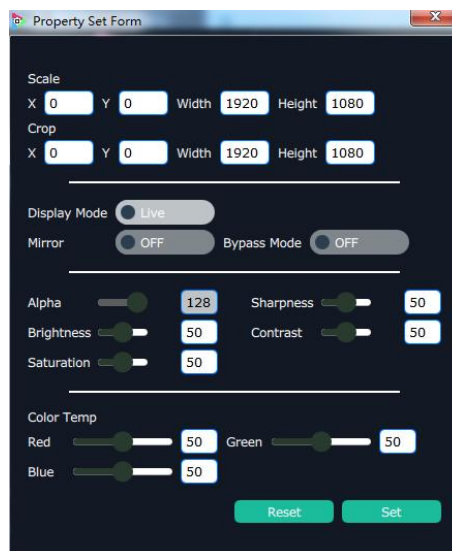 Property Set Form
Scale
X 0 Y 0 Width 1920 Height 1080
Crop
X 0 Y 0 Width 1920 Height 1080
Display Mode Live
Mirror OFF Bypass Mode OFF
Alpha 128 Sharpness 50
Brightness 50 Contrast 50
Saturation 50
Color Temp
Red 50 Green 50
Blue 50
Reset Set